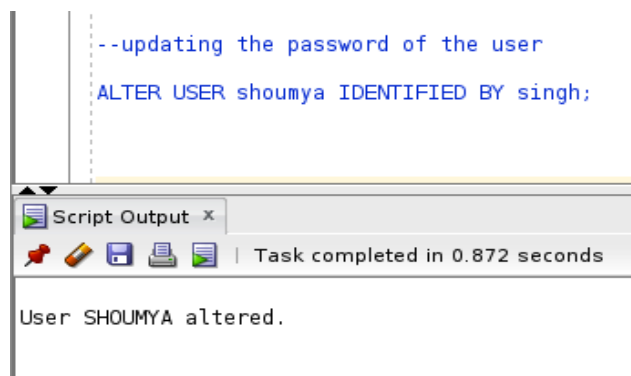 --updating the password of the user
ALTER USER shoumya IDENTIFIED BY singh;
Script Output x
Task completed in 0.872 seconds
User SHOUMYA altered.